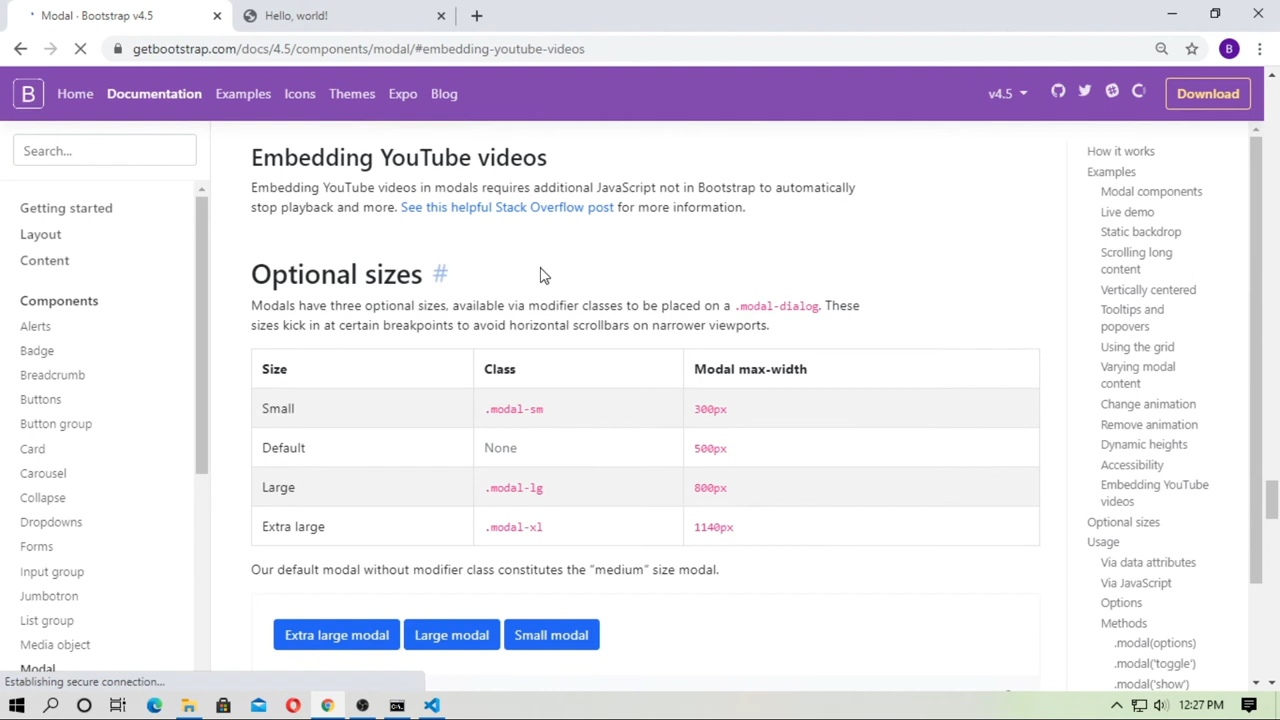 Modal · Bootstrap v4.5
Hello, world!
getbootstrap.com/docs/4.5/components/modal/#embedding-youtube-videos
B
B
Home
Documentation
Examples
Icons
Themes
Expo
Blog
v4.5
Download
Search...
Getting started
Layout
Content
Components
Alerts
Badge
Breadcrumb
Buttons
Button group
Card
Carousel
Collapse
Dropdowns
Forms
Input group
Jumbotron
List group
Media object
Modal
Embedding YouTube videos
Embedding YouTube videos in modals requires additional JavaScript not in Bootstrap to automatically
stop playback and more. See this helpful Stack Overflow post for more information.
Optional sizes #
Modals have three optional sizes, available via modifier classes to be placed on a .modal-dialog. These
sizes kick in at certain breakpoints to avoid horizontal scrollbars on narrower viewports.
Size Class Modal max-width
Small .modal-sm 300px
Default None 500px
Large .modal-lg 800px
Extra large .modal-xl 1140px
Our default modal without modifier class constitutes the “medium” size modal.
Extra large modal
Large modal
Small modal
How it works
Examples
Modal components
Live demo
Static backdrop
Scrolling long
content
Vertically centered
Tooltips and
popovers
Using the grid
Varying modal
content
Change animation
Remove animation
Dynamic heights
Accessibility
Embedding YouTube
videos
Optional sizes
Usage
Via data attributes
Via JavaScript
Options
Methods
.modal(options)
.modal('toggle')
.modal('show')
Establishing secure connection...
12:27 PM